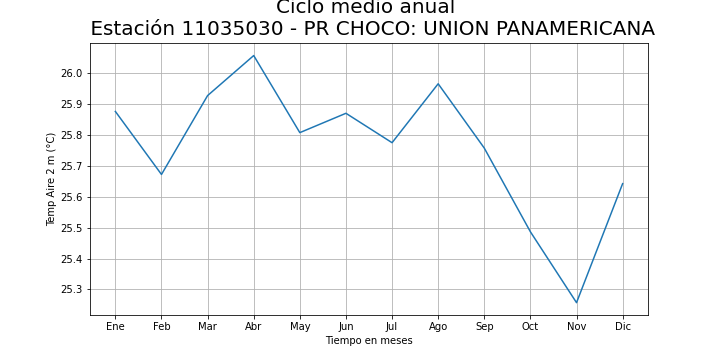 Ciclo medio anual
Estación 11035030 - PR CHOCO: UNION PANAMERICANA
Temp Aire 2 m (°C)
26.0
25.9
25.8
25.7
25.6
25.5
25.4
25.3
Ene Feb Mar Abr May Jun Jul Ago Sep Oct Nov Dic
Tiempo en meses